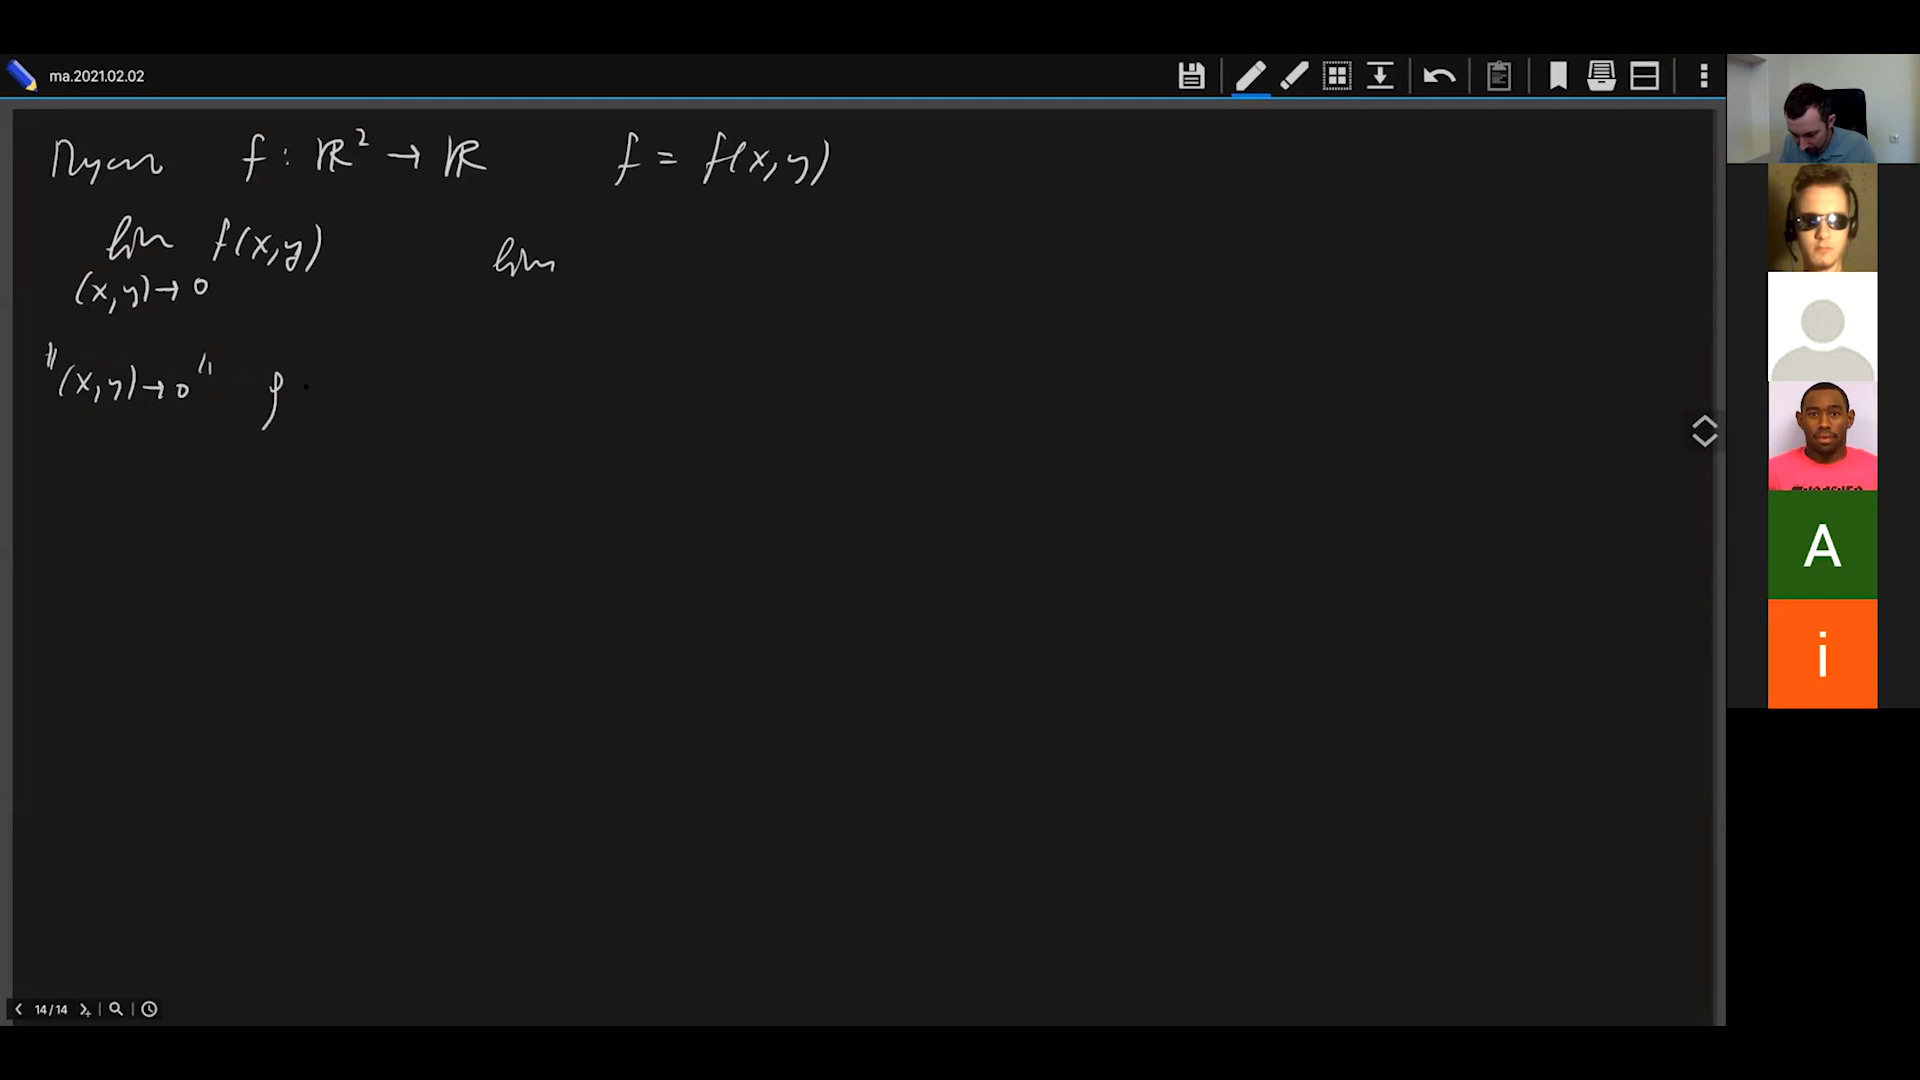 ma.2021.02.02
Пусть f : ℝ² → ℝ f = f(x,y)
lim f(x,y) lim
(x,y)→0
"(x,y)→0" ρ
14/14
A
i